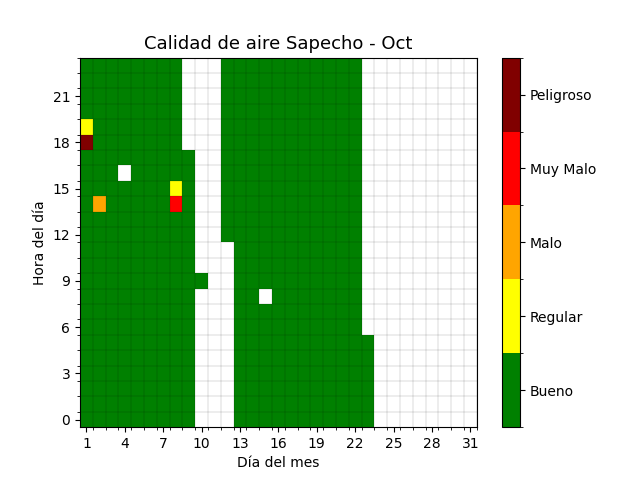 Calidad de aire Sapecho - Oct
Hora del día
21
18
15
12
9
6
3
0
1 4 7 10 13 16 19 22 25 28 31
Día del mes
Peligroso
Muy Malo
Malo
Regular
Bueno